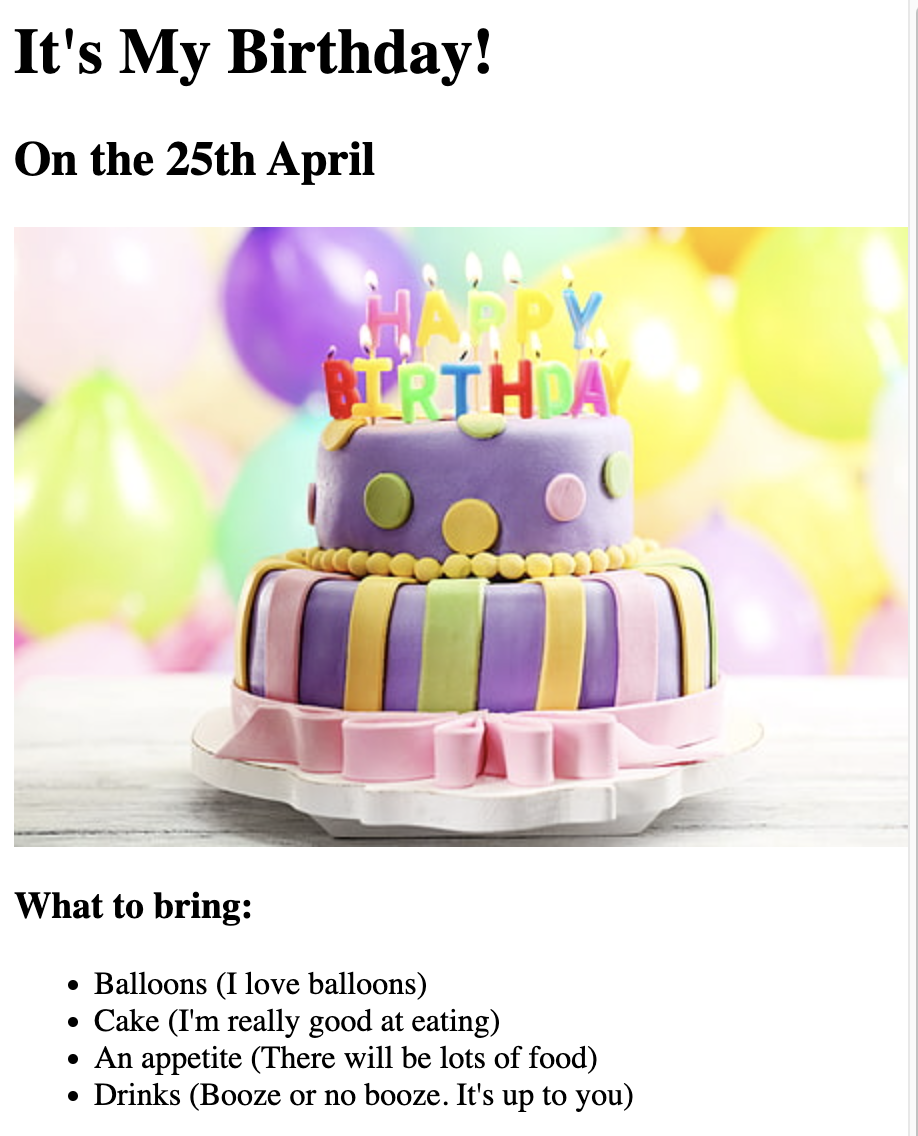 It's My Birthday!
On the 25th April
HAPPY
BIRTHDAY
What to bring:
Balloons (I love balloons)
Cake (I'm really good at eating)
An appetite (There will be lots of food)
Drinks (Booze or no booze. It's up to you)